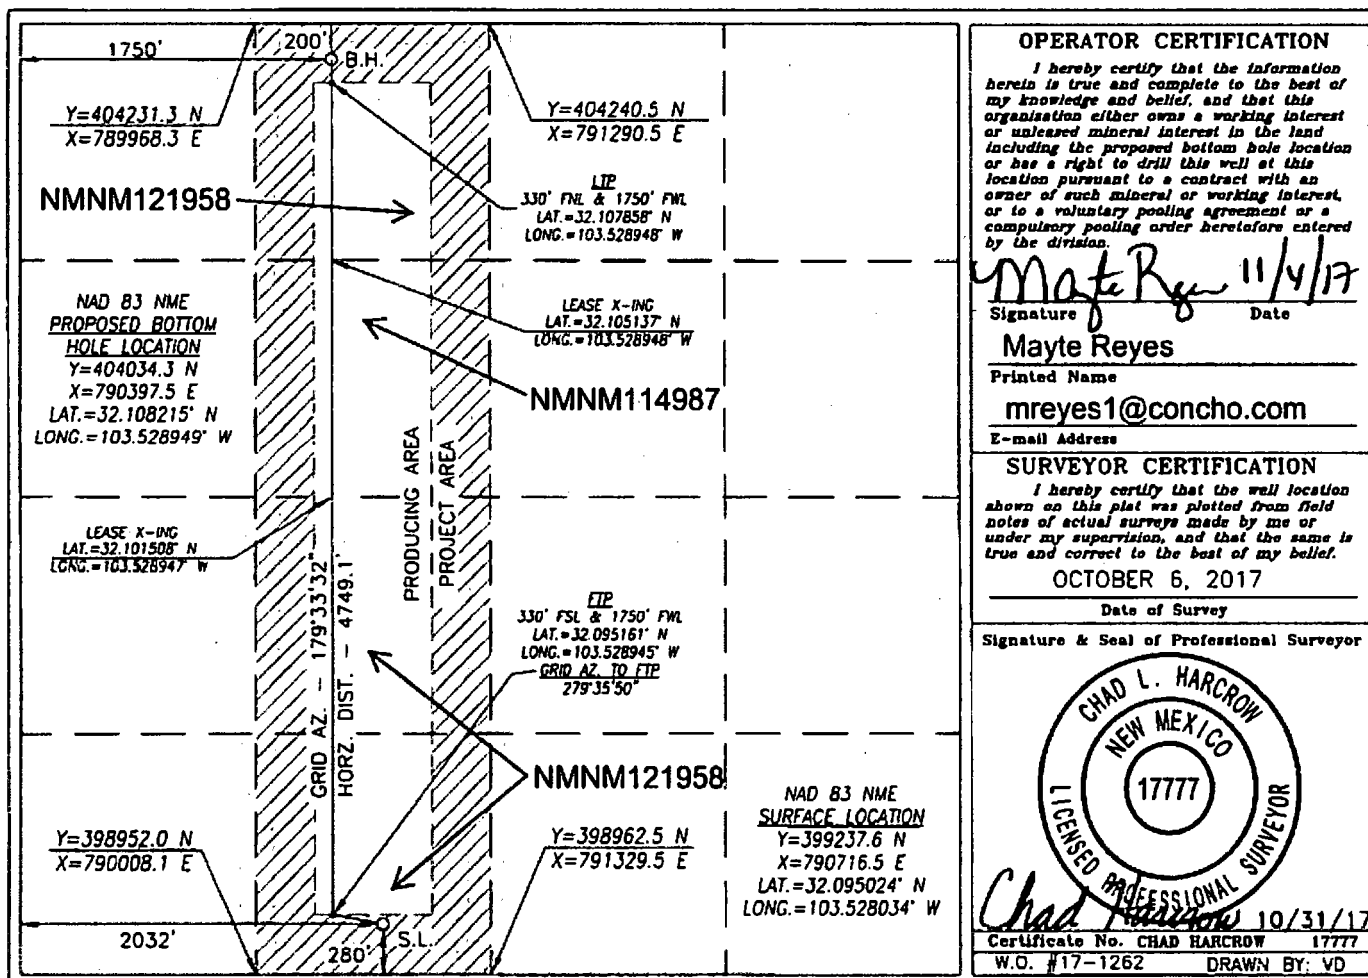 1750'
200'
B.H.
Y=404231.3 N
X=789968.3 E
Y=404240.5 N
X=791290.5 E
NMNM121958
LTP
330' FNL & 1750' FWL
LAT.=32.107858° N
LONG.=103.528948° W
NAD 83 NME
PROPOSED BOTTOM
HOLE LOCATION
Y=404034.3 N
X=790397.5 E
LAT.=32.108215° N
LONG.=103.528949° W
LEASE X-ING
LAT.=32.105137° N
LONG.=103.528948° W
NMNM114987
LEASE X-ING
LAT.=32.101508° N
LONG.=103.528947° W
GRID AZ. - 179°33'32"
HORZ. DIST. - 4749.1'
PRODUCING AREA
PROJECT AREA
FTP
330' FSL & 1750' FWL
LAT.=32.095161° N
LONG.=103.528945° W
GRID AZ. TO FTP
279°35'50"
NMNM121958
Y=398952.0 N
X=790008.1 E
Y=398962.5 N
X=791329.5 E
NAD 83 NME
SURFACE LOCATION
Y=399237.6 N
X=790716.5 E
LAT.=32.095024° N
LONG.=103.528034° W
2032'
S.L.
280'
OPERATOR CERTIFICATION
I hereby certify that the information
herein is true and complete to the best of
my knowledge and belief, and that this
organization either owns a working interest
or unleased mineral interest in the land
including the proposed bottom hole location
or has a right to drill this well at this
location pursuant to a contract with an
owner of such mineral or working interest,
or to a voluntary pooling agreement or a
compulsory pooling order heretofore entered
by the division.
Mayte Reyes 11/4/17
Signature Date
Mayte Reyes
Printed Name
mreyes1@concho.com
E-mail Address
SURVEYOR CERTIFICATION
I hereby certify that the well location
shown on this plat was plotted from field
notes of actual surveys made by me or
under my supervision, and that the same is
true and correct to the best of my belief.
OCTOBER 6, 2017
Date of Survey
Signature & Seal of Professional Surveyor
CHAD L. HARCROW
NEW MEXICO
17777
LICENSED PROFESSIONAL SURVEYOR
Chad Harcrow 10/31/17
Certificate No. CHAD HARCROW 17777
W.O. #17-1262 DRAWN BY: VD